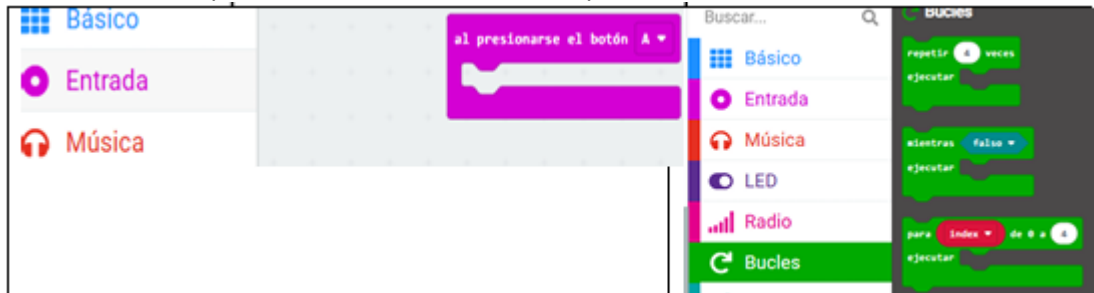 Básico
Entrada
Música
al presionarse el botón A
Buscar...
Básico
Entrada
Música
LED
Radio
Bucles
Bucles
repetir 4 veces
ejecutar
mientras falso
ejecutar
para index de 0 a 4
ejecutar